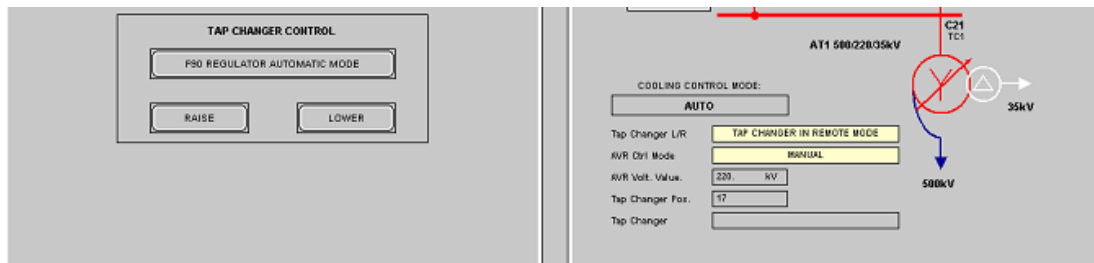 TAP CHANGER CONTROL
F90 REGULATOR AUTOMATIC MODE
RAISE
LOWER
C21
TC1
AT1 500/220/35kV
35kV
500kV
COOLING CONTROL MODE:
AUTO
Tap Changer L/R
TAP CHANGER IN REMOTE MODE
AVR Ctrl Mode
MANUAL
AVR Volt. Value.
220. kV
Tap Changer Pos.
17
Tap Changer